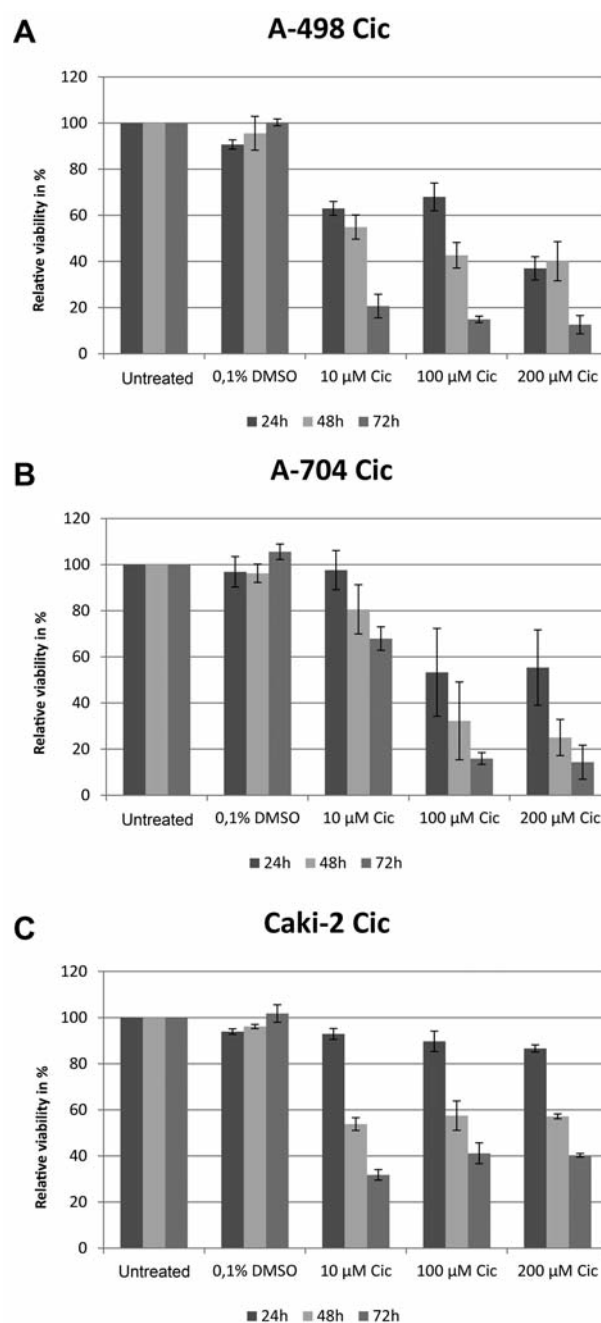 A
A-498 Cic
Relative viability in %
120
100
80
60
40
20
0
Untreated 0,1% DMSO 10 µM Cic 100 µM Cic 200 µM Cic
24h 48h 72h
B
A-704 Cic
Relative viability in %
120
100
80
60
40
20
0
Untreated 0,1% DMSO 10 µM Cic 100 µM Cic 200 µM Cic
24h 48h 72h
C
Caki-2 Cic
Relative viability in %
120
100
80
60
40
20
0
Untreated 0,1% DMSO 10 µM Cic 100 µM Cic 200 µM Cic
24h 48h 72h